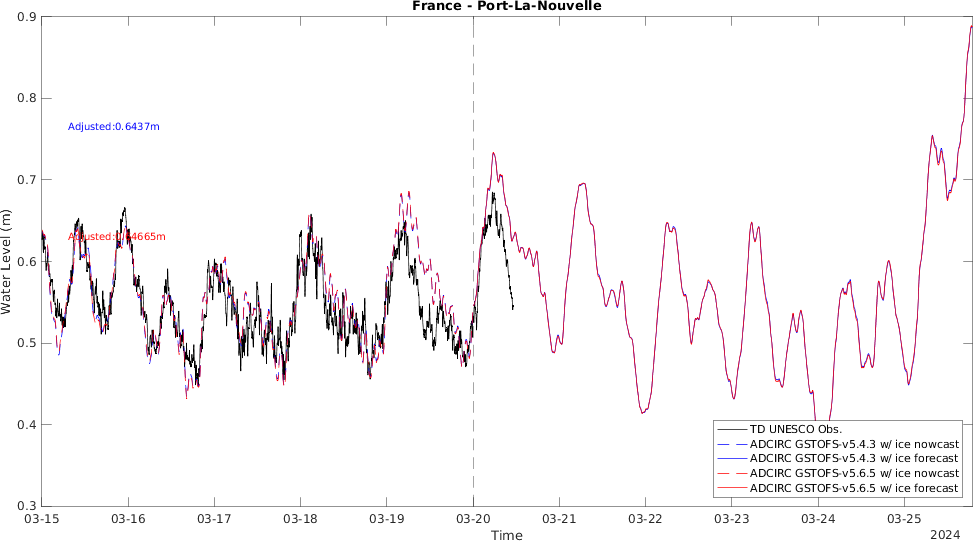 France - Port-La-Nouvelle
0.9
0.8
0.7
0.6
0.5
0.4
0.3
Water Level (m)
Adjusted:0.6437m
Adjusted:0.64665m
TD UNESCO Obs.
ADCIRC GSTOFS-v5.4.3 w/ ice nowcast
ADCIRC GSTOFS-v5.4.3 w/ ice forecast
ADCIRC GSTOFS-v5.6.5 w/ ice nowcast
ADCIRC GSTOFS-v5.6.5 w/ ice forecast
03-15 03-16 03-17 03-18 03-19 03-20 03-21 03-22 03-23 03-24 03-25
Time
2024